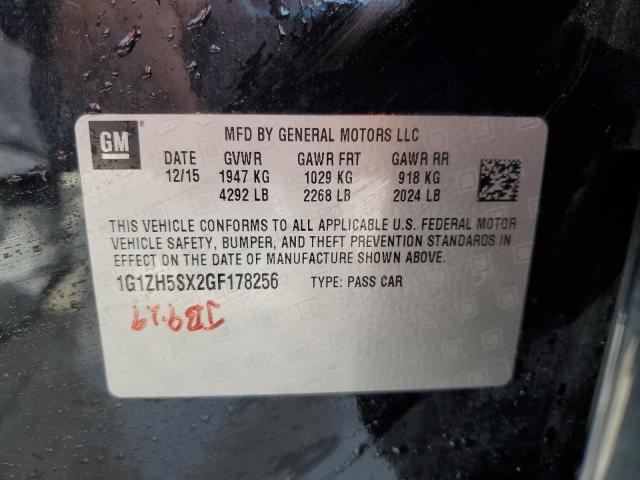 GM ®
MFD BY GENERAL MOTORS LLC
DATE GVWR GAWR FRT GAWR RR
12/15 1947 KG 1029 KG 918 KG
4292 LB 2268 LB 2024 LB
THIS VEHICLE CONFORMS TO ALL APPLICABLE U.S. FEDERAL MOTOR
VEHICLE SAFETY, BUMPER, AND THEFT PREVENTION STANDARDS IN
EFFECT ON THE DATE OF MANUFACTURE SHOWN ABOVE.
1G1ZH5SX2GF178256 TYPE: PASS CAR